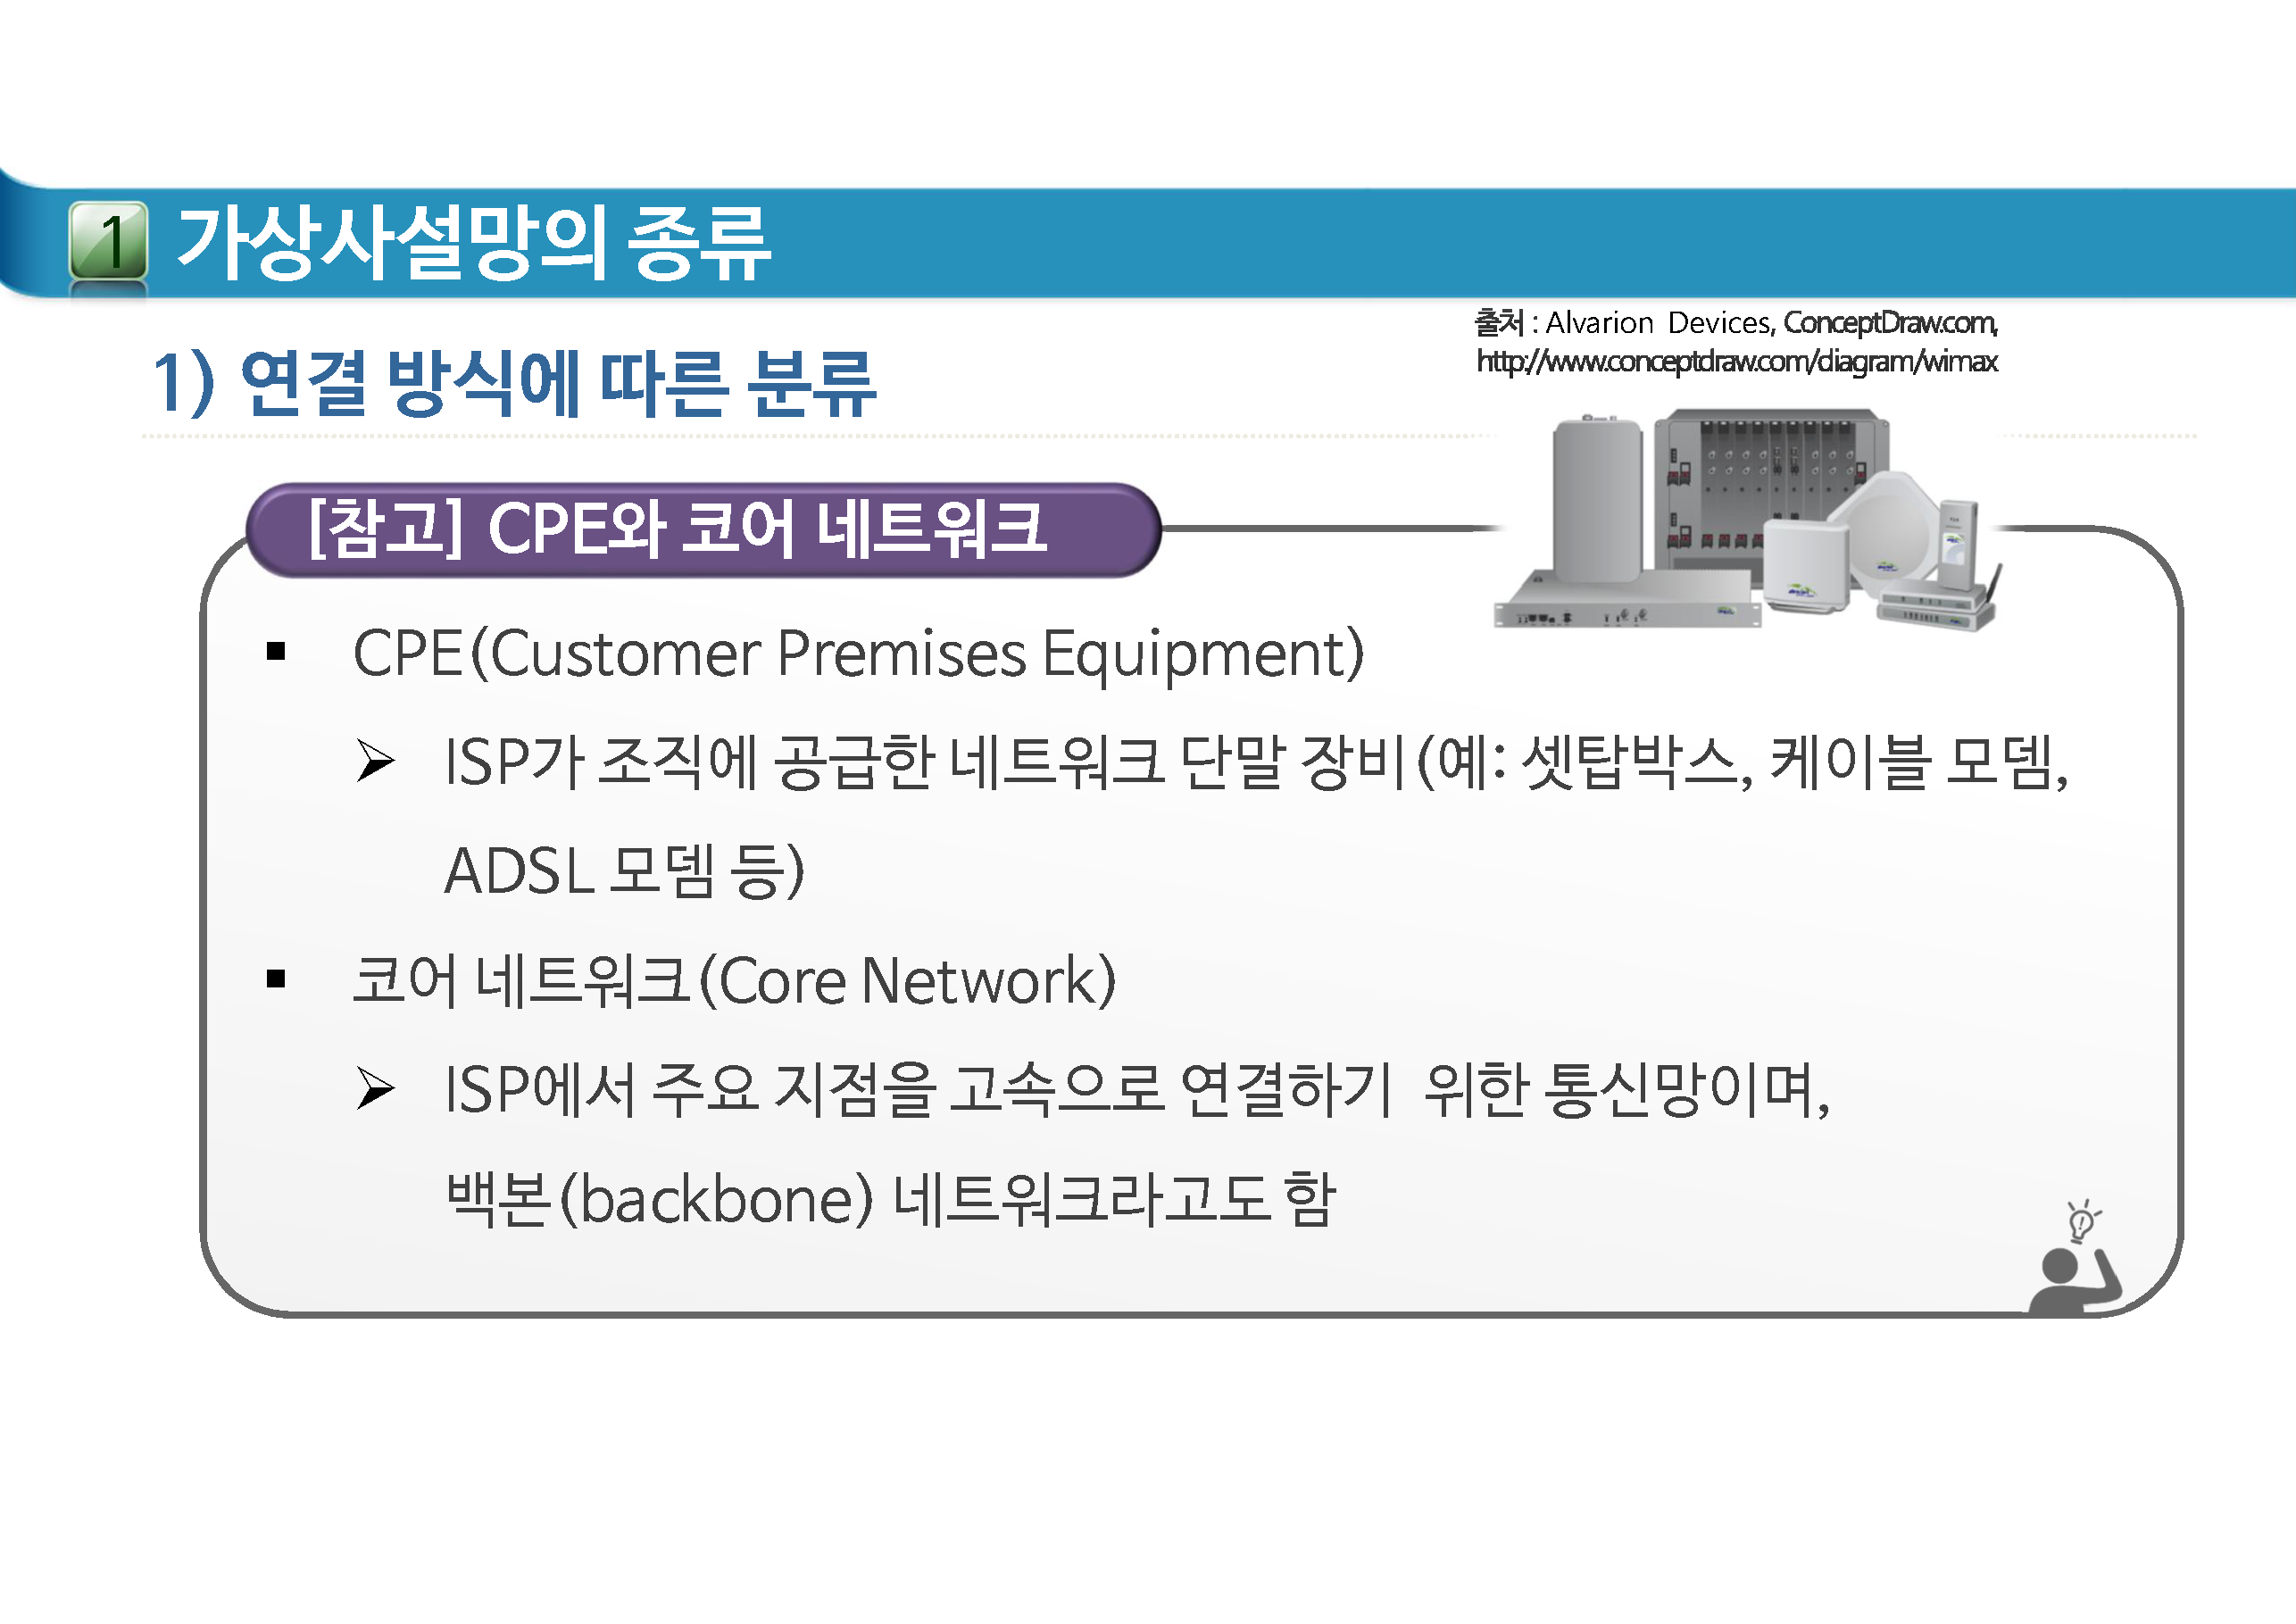 1 가상사설망의 종류
출처 : Alvarion Devices, ConceptDraw.com,
http://www.conceptdraw.com/diagram/wimax
1) 연결 방식에 따른 분류
[참고] CPE와 코어 네트워크
▪ CPE(Customer Premises Equipment)
➢ ISP가 조직에 공급한 네트워크 단말 장비(예: 셋탑박스, 케이블 모뎀,
ADSL 모뎀 등)
▪ 코어 네트워크(Core Network)
➢ ISP에서 주요 지점을 고속으로 연결하기 위한 통신망이며,
백본(backbone) 네트워크라고도 함